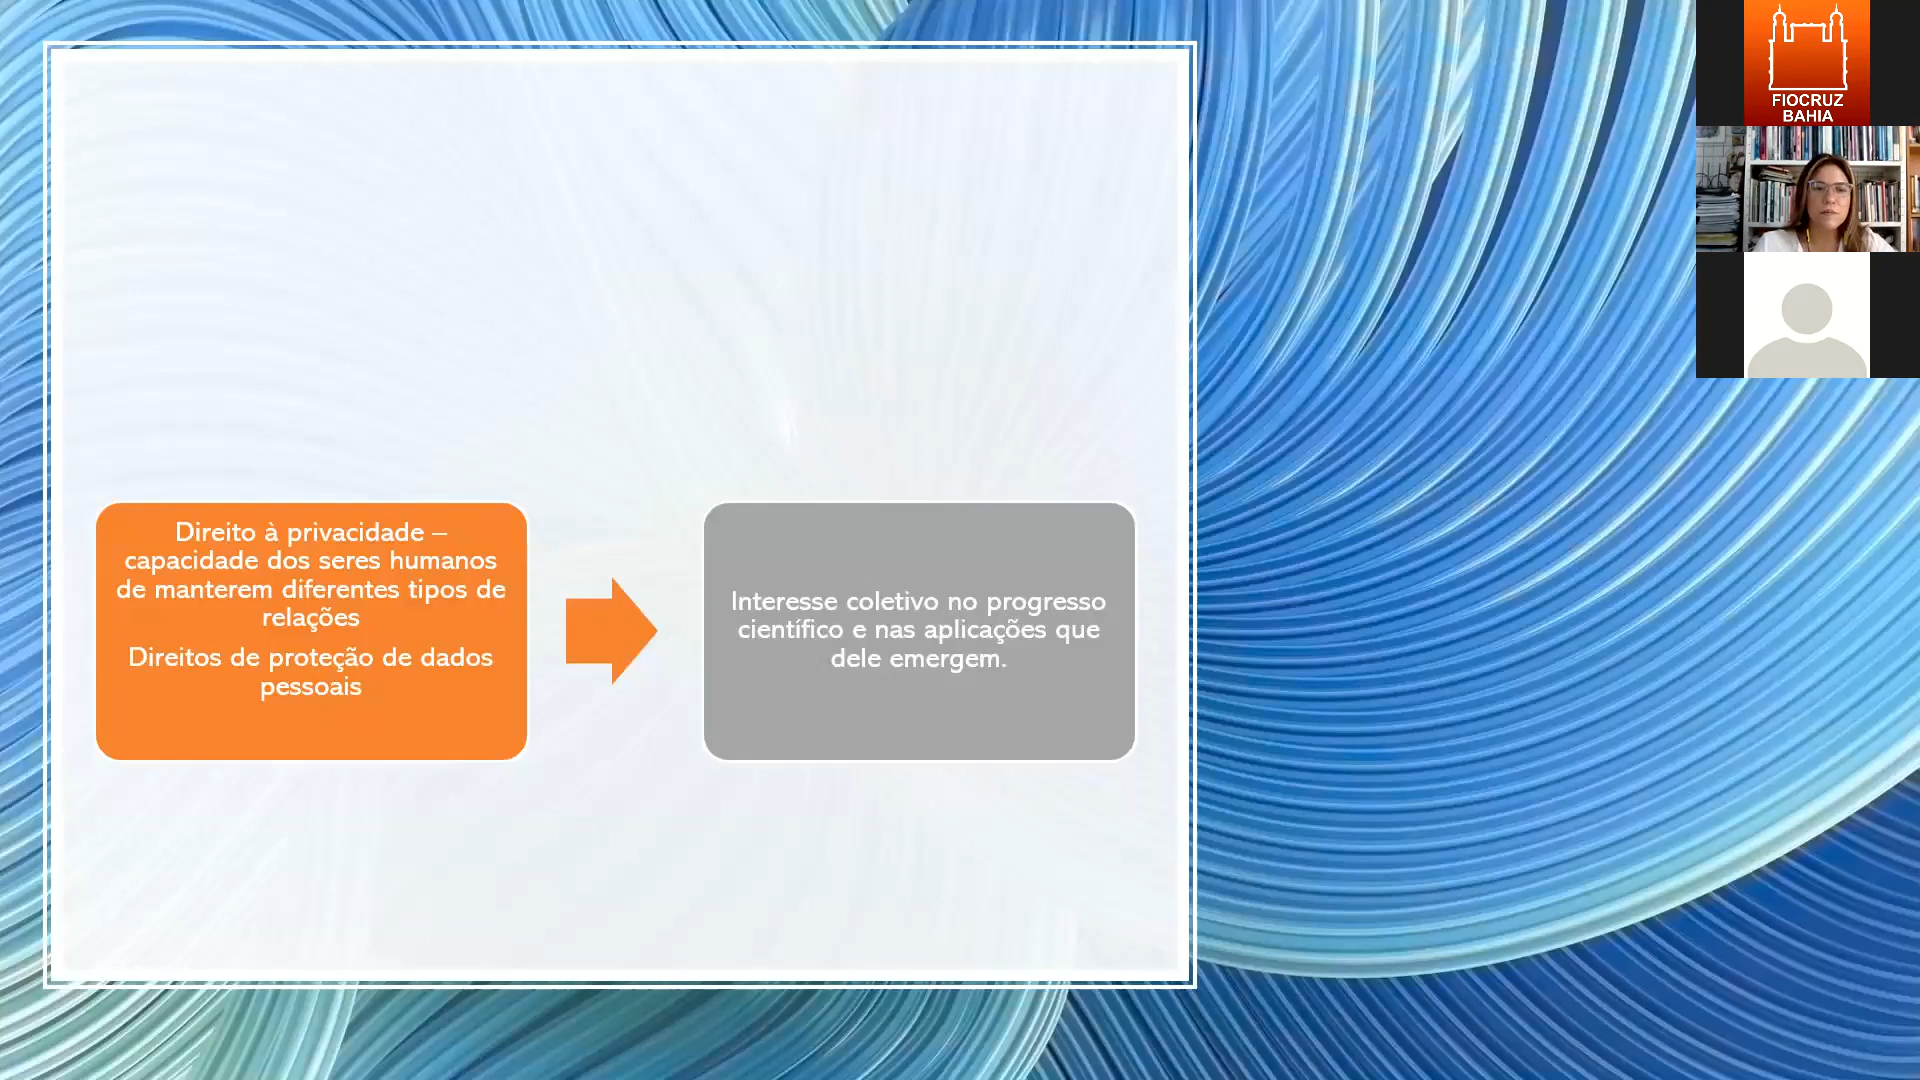 Direito à privacidade –
capacidade dos seres humanos
de manterem diferentes tipos de
relações
Direitos de proteção de dados
pessoais
Interesse coletivo no progresso
científico e nas aplicações que
dele emergem.
FIOCRUZ
BAHIA